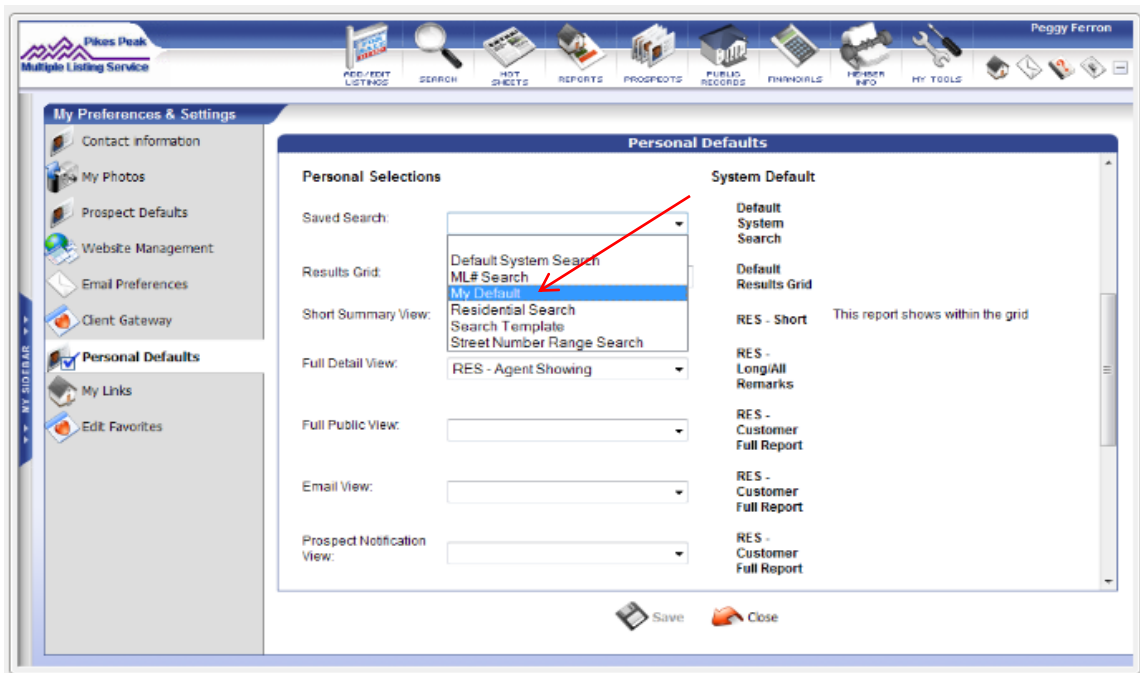 Pikes Peak
Multiple Listing Service
ADD/EDIT
LISTINGS
SEARCH
HOT
SHEETS
REPORTS
PROSPECTS
PUBLIC
RECORDS
FINANCIALS
MEMBER
INFO
MY TOOLS
Peggy Ferron
My Preferences & Settings
Contact information
My Photos
Prospect Defaults
Website Management
Email Preferences
Client Gateway
Personal Defaults
My Links
Edit Favorites
MY SIDEBAR
Personal Defaults
Personal Selections
System Default
Saved Search:
Default
System
Search
Default System Search
ML# Search
My Default
Residential Search
Search Template
Street Number Range Search
Results Grid:
Default
Results Grid
Short Summary View:
RES - Short
This report shows within the grid
Full Detail View:
RES - Agent Showing
RES -
Long/All
Remarks
Full Public View:
RES -
Customer
Full Report
Email View:
RES -
Customer
Full Report
Prospect Notification
View:
RES -
Customer
Full Report
Save
Close